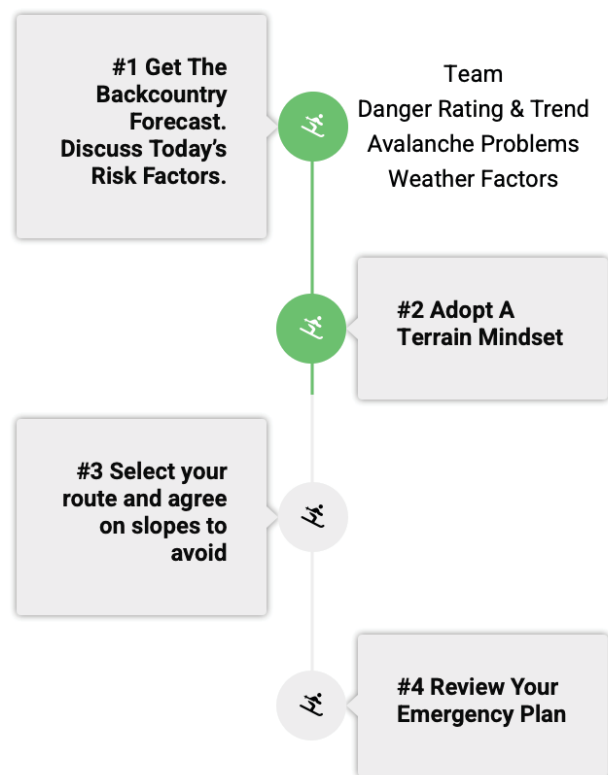 #1 Get The
Backcountry
Forecast.
Discuss Today's
Risk Factors.
Team
Danger Rating & Trend
Avalanche Problems
Weather Factors
#2 Adopt A
Terrain Mindset
#3 Select your
route and agree
on slopes to
avoid
#4 Review Your
Emergency Plan